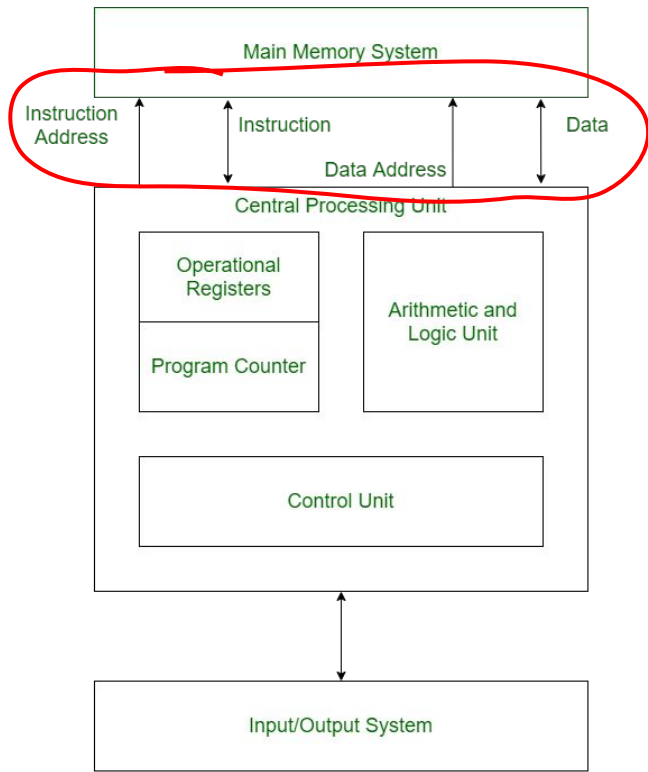 Main Memory System
Instruction
Address
Instruction
Data
Data Address
Central Processing Unit
Operational
Registers
Arithmetic and
Logic Unit
Program Counter
Control Unit
Input/Output System